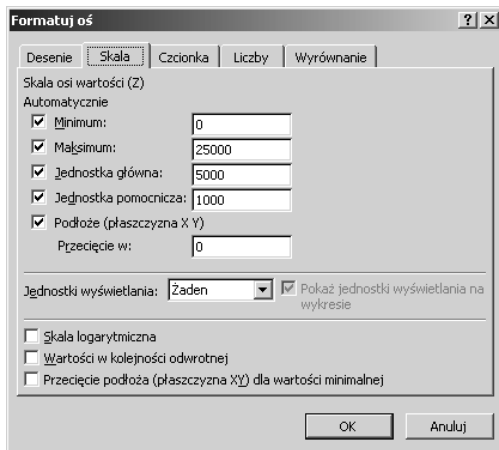 Formatuj oś
Desenie Skala Czcionka Liczby Wyrównanie
Skala osi wartości (Z)
Automatycznie
Minimum: 0
Maksimum: 25000
Jednostka główna: 5000
Jednostka pomocnicza: 1000
Podłoże (płaszczyzna X Y)
Przecięcie w: 0
Jednostki wyświetlania: Żaden Pokaż jednostki wyświetlania na
wykresie
Skala logarytmiczna
Wartości w kolejności odwrotnej
Przecięcie podłoża (płaszczyzna XY) dla wartości minimalnej
OK Anuluj